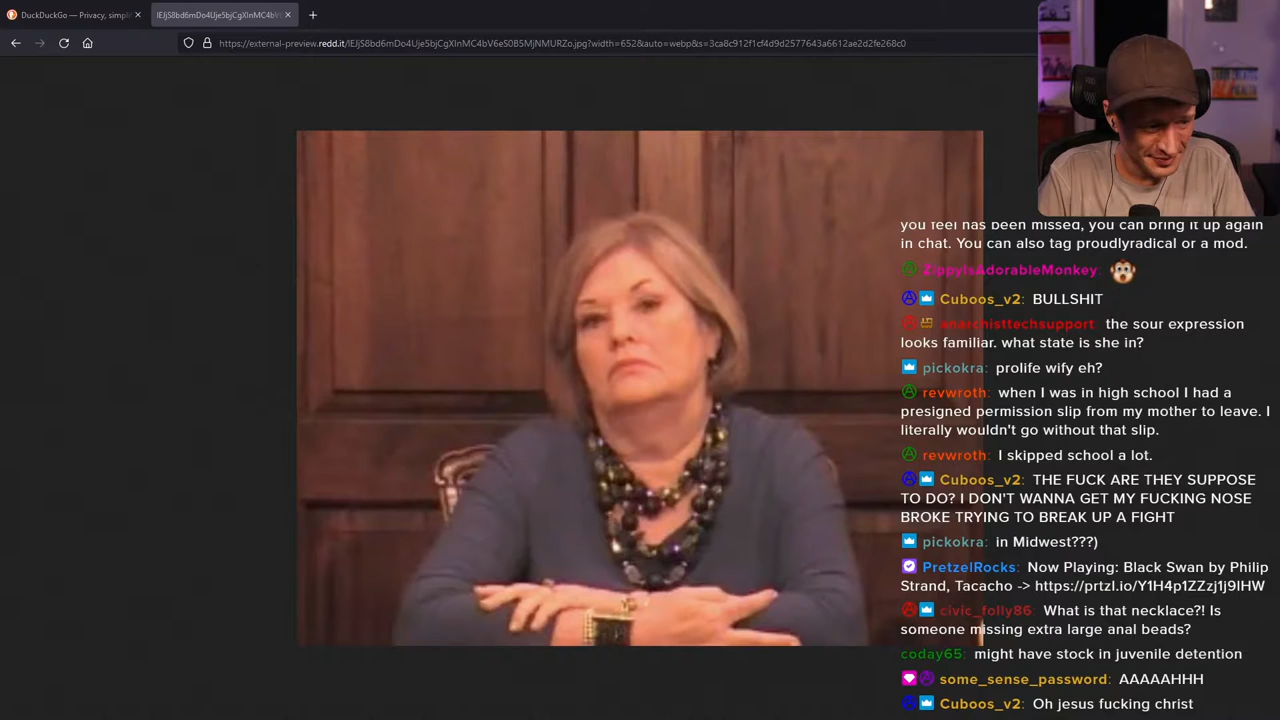 DuckDuckGo — Privacy, simpl
lEJjS8bd6mDo4Uje5bjCgXlnMC4bV
https://external-preview.redd.it/lEJjS8bd6mDo4Uje5bjCgXlnMC4bV6eS0B5MjNMURZo.jpg?width=652&auto=webp&s=3ca8c912f1cf4d9d2577643a6612ae2d2fe268c0
you feel has been missed, you can bring it up again
in chat. You can also tag proudlyradical or a mod.
ZippyIsAdorableMonkey:
Cuboos_v2: BULLSHIT
anarchisttechsupport: the sour expression
looks familiar. what state is she in?
pickokra: prolife wify eh?
revwroth: when I was in high school I had a
presigned permission slip from my mother to leave. I
literally wouldn't go without that slip.
revwroth: I skipped school a lot.
Cuboos_v2: THE FUCK ARE THEY SUPPOSE
TO DO? I DON'T WANNA GET MY FUCKING NOSE
BROKE TRYING TO BREAK UP A FIGHT
pickokra: in Midwest???)
PretzelRocks: Now Playing: Black Swan by Philip
Strand, Tacacho -> https://prtzl.io/Y1H4p1ZZzj1j9lHW
civic_folly86: What is that necklace?! Is
someone missing extra large anal beads?
coday65: might have stock in juvenile detention
some_sense_password: AAAAAHHH
Cuboos_v2: Oh jesus fucking christ